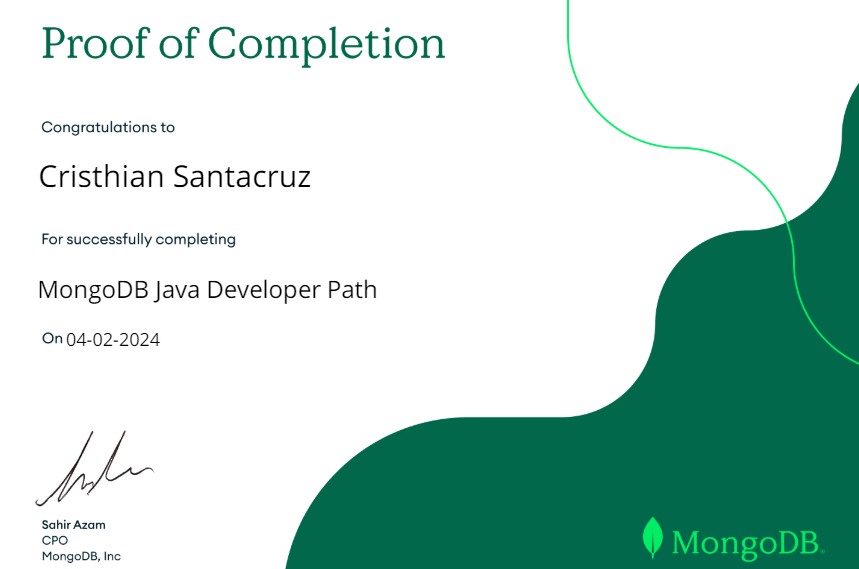 Proof of Completion
Congratulations to
Cristhian Santacruz
For successfully completing
MongoDB Java Developer Path
On 04-02-2024
Sahir Azam
CPO
MongoDB, Inc
MongoDB®